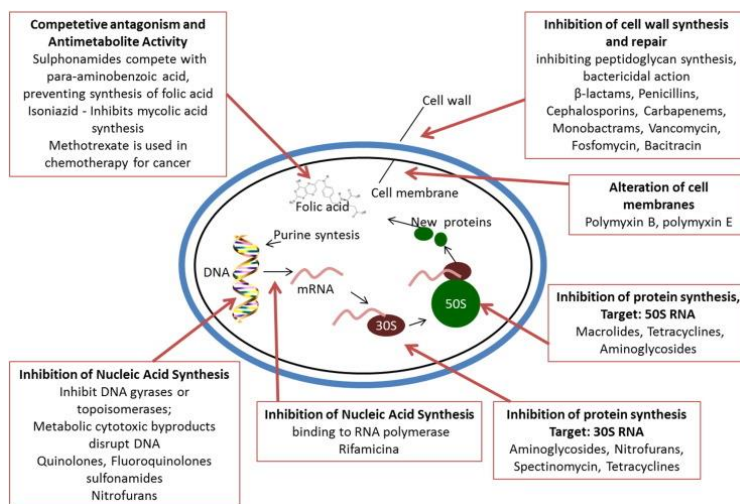 Competetive antagonism and
Antimetabolite Activity
Sulphonamides compete with
para-aminobenzoic acid,
preventing synthesis of folic acid
Isoniazid - Inhibits mycolic acid
synthesis
Methotrexate is used in
chemotherapy for cancer
Inhibition of cell wall synthesis
and repair
inhibiting peptidoglycan synthesis,
bactericidal action
β-lactams, Penicillins,
Cephalosporins, Carbapenems,
Monobactrams, Vancomycin,
Fosfomycin, Bacitracin
Cell wall
Cell membrane
Alteration of cell
membranes
Polymyxin B, polymyxin E
Folic acid
New proteins
Purine syntesis
DNA
mRNA
30S
50S
Inhibition of protein synthesis,
Target: 50S RNA
Macrolides, Tetracyclines,
Aminoglycosides
Inhibition of Nucleic Acid Synthesis
Inhibit DNA gyrases or
topoisomerases;
Metabolic cytotoxic byproducts
disrupt DNA
Quinolones, Fluoroquinolones
sulfonamides
Nitrofurans
Inhibition of Nucleic Acid Synthesis
binding to RNA polymerase
Rifamicina
Inhibition of protein synthesis
Target: 30S RNA
Aminoglycosides, Nitrofurans,
Spectinomycin, Tetracyclines